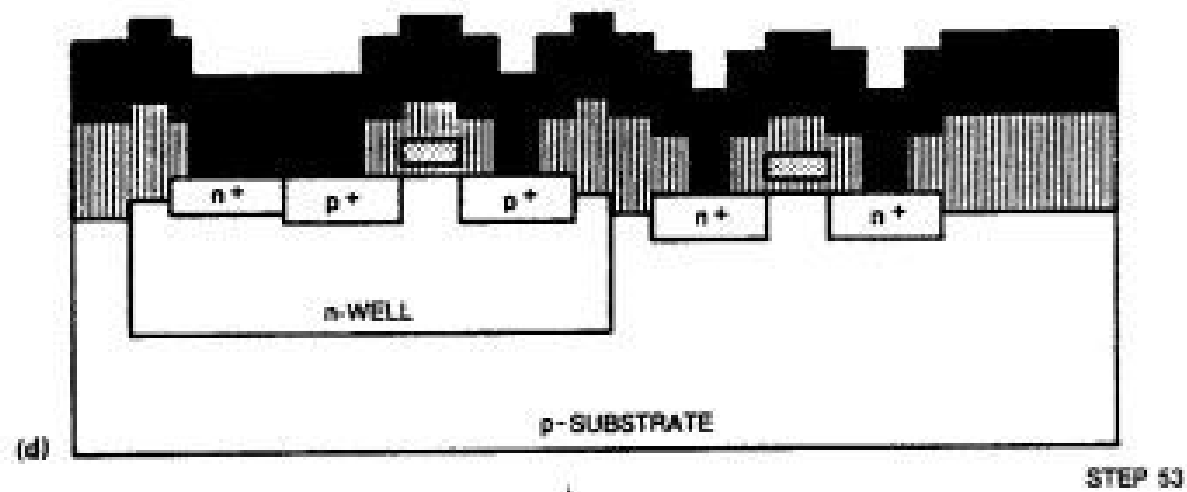 n+
p+
p+
n+
n+
n-WELL
p-SUBSTRATE
(d)
STEP 53